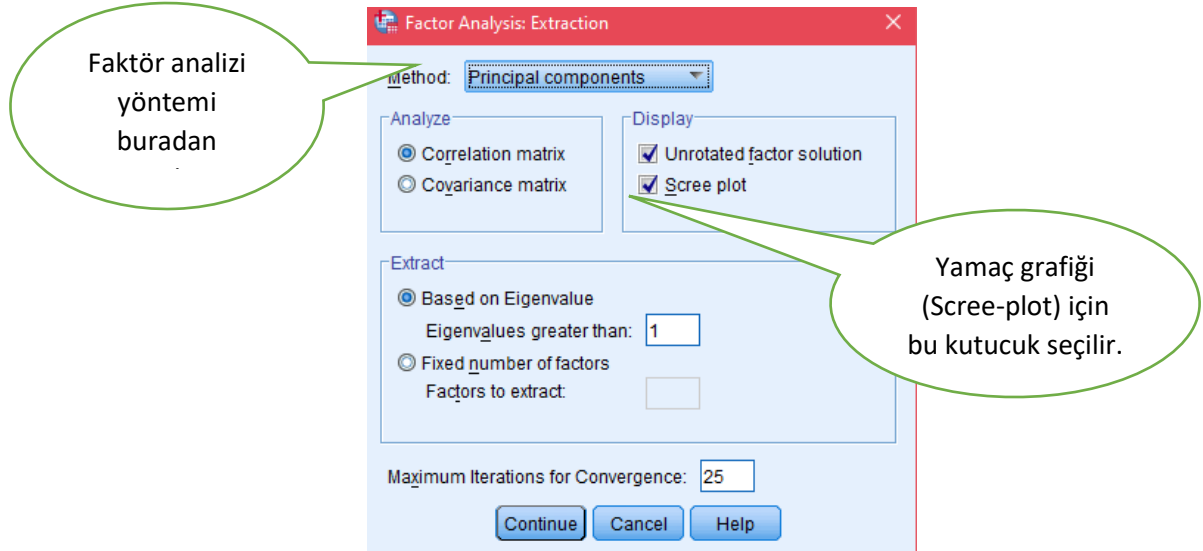 Factor Analysis: Extraction
Faktör analizi
yöntemi
buradan
Method: Principal components
Analyze
Correlation matrix
Covariance matrix
Display
Unrotated factor solution
Scree plot
Yamaç grafiği
(Scree-plot) için
bu kutucuk seçilir.
Extract
Based on Eigenvalue
Eigenvalues greater than: 1
Fixed number of factors
Factors to extract:
Maximum Iterations for Convergence: 25
Continue Cancel Help